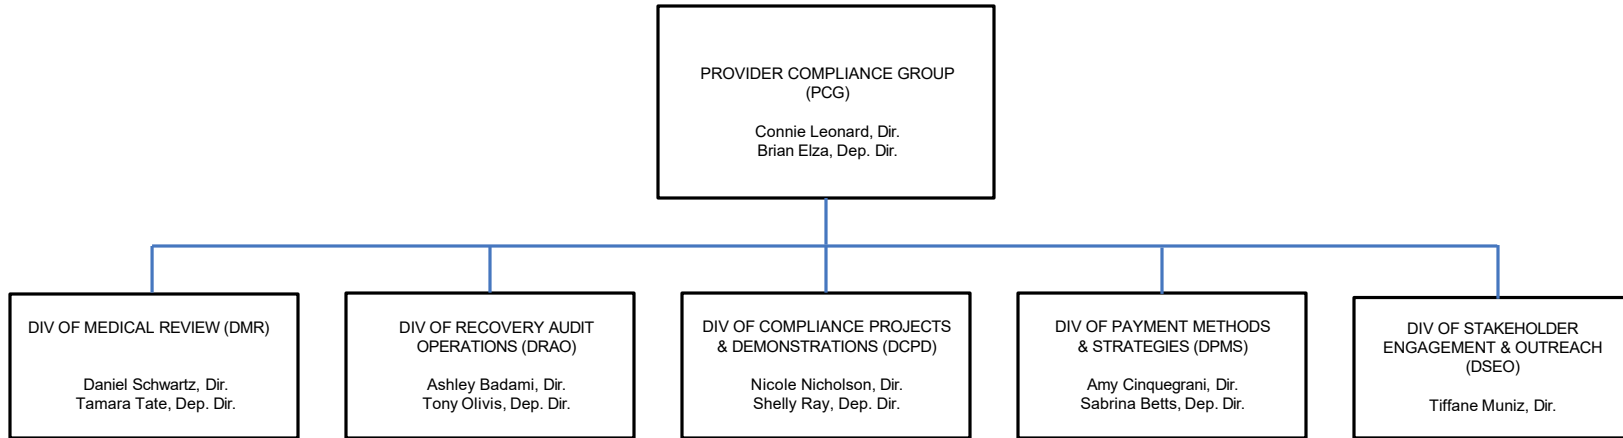 PROVIDER COMPLIANCE GROUP
(PCG)
Connie Leonard, Dir.
Brian Elza, Dep. Dir.
DIV OF MEDICAL REVIEW (DMR)
Daniel Schwartz, Dir.
Tamara Tate, Dep. Dir.
DIV OF RECOVERY AUDIT
OPERATIONS (DRAO)
Ashley Badami, Dir.
Tony Olivis, Dep. Dir.
DIV OF COMPLIANCE PROJECTS
& DEMONSTRATIONS (DCPD)
Nicole Nicholson, Dir.
Shelly Ray, Dep. Dir.
DIV OF PAYMENT METHODS
& STRATEGIES (DPMS)
Amy Cinquegrani, Dir.
Sabrina Betts, Dep. Dir.
DIV OF STAKEHOLDER
ENGAGEMENT & OUTREACH
(DSEO)
Tiffane Muniz, Dir.